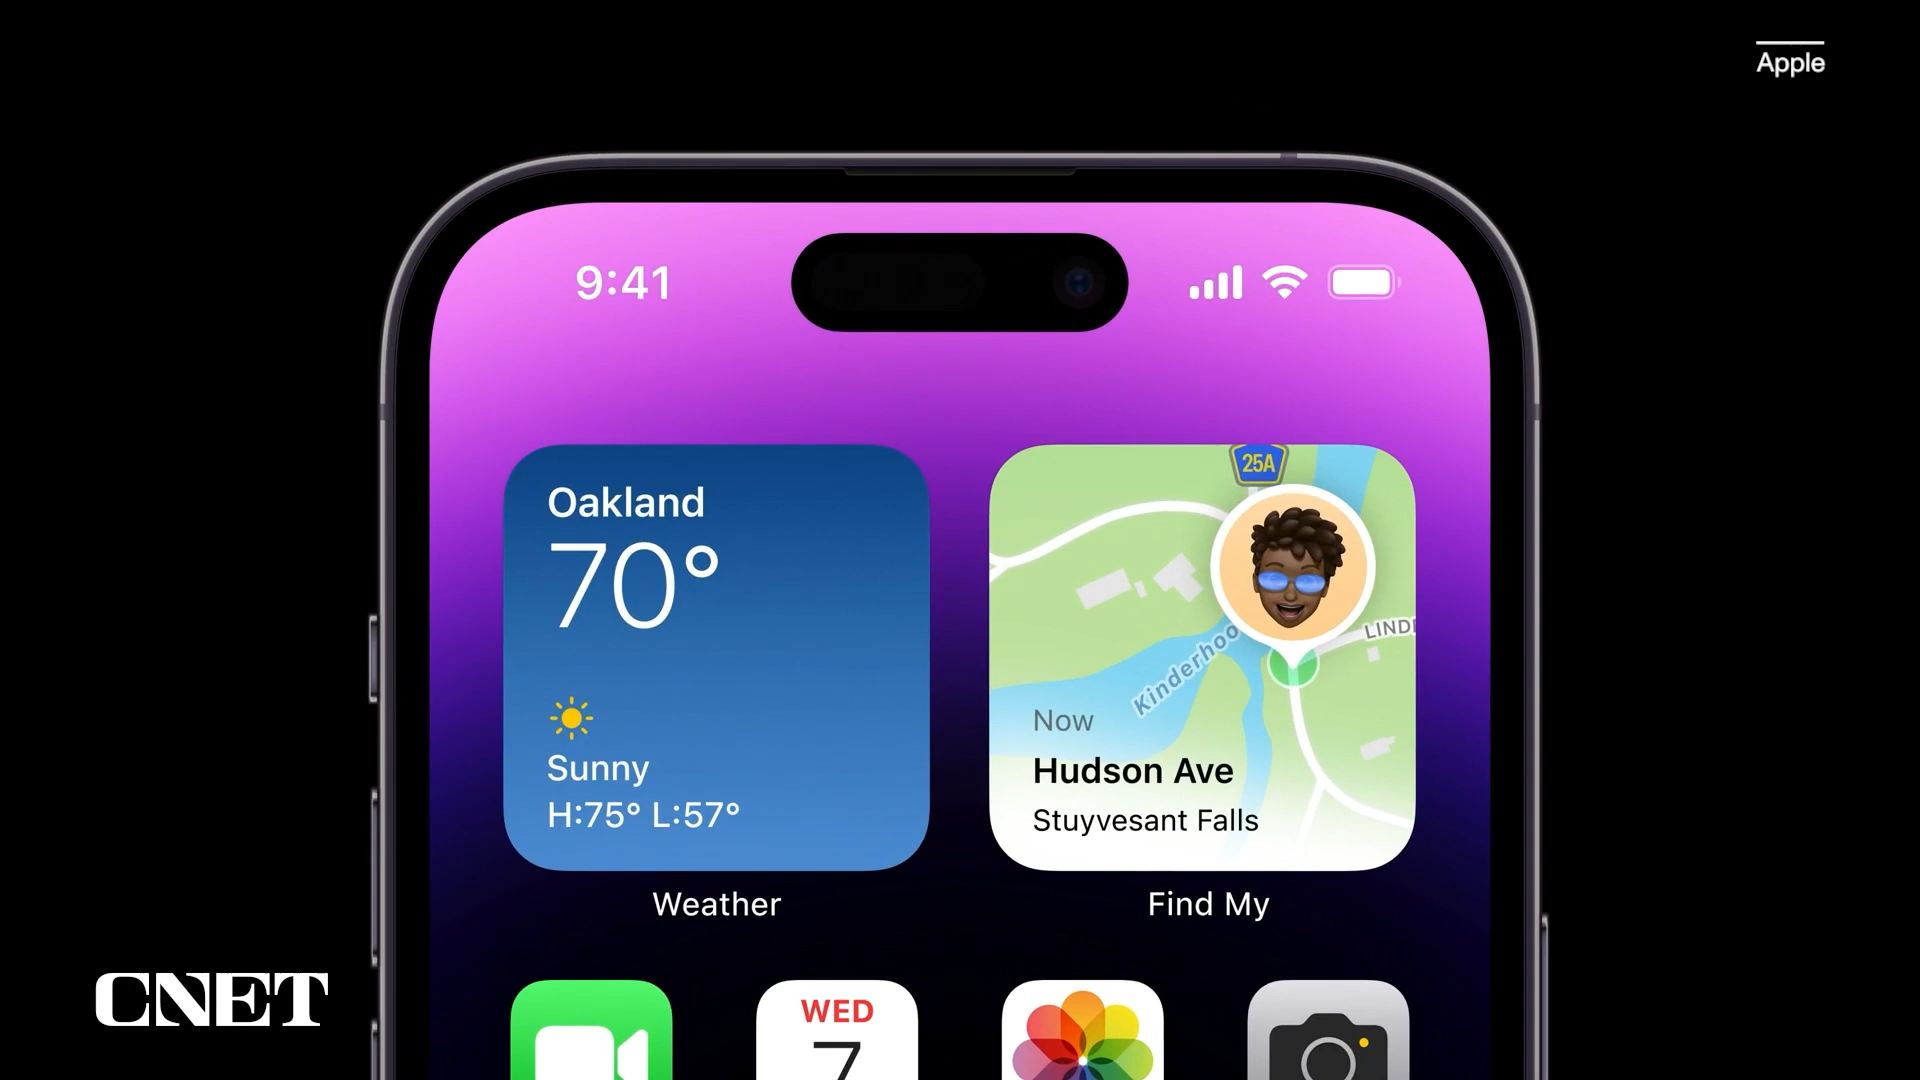 Apple
9:41
Oakland
70°
Sunny
H:75° L:57°
Weather
25A
LIND
Kinderhoo
Now
Hudson Ave
Stuyvesant Falls
Find My
WED
7
CNET